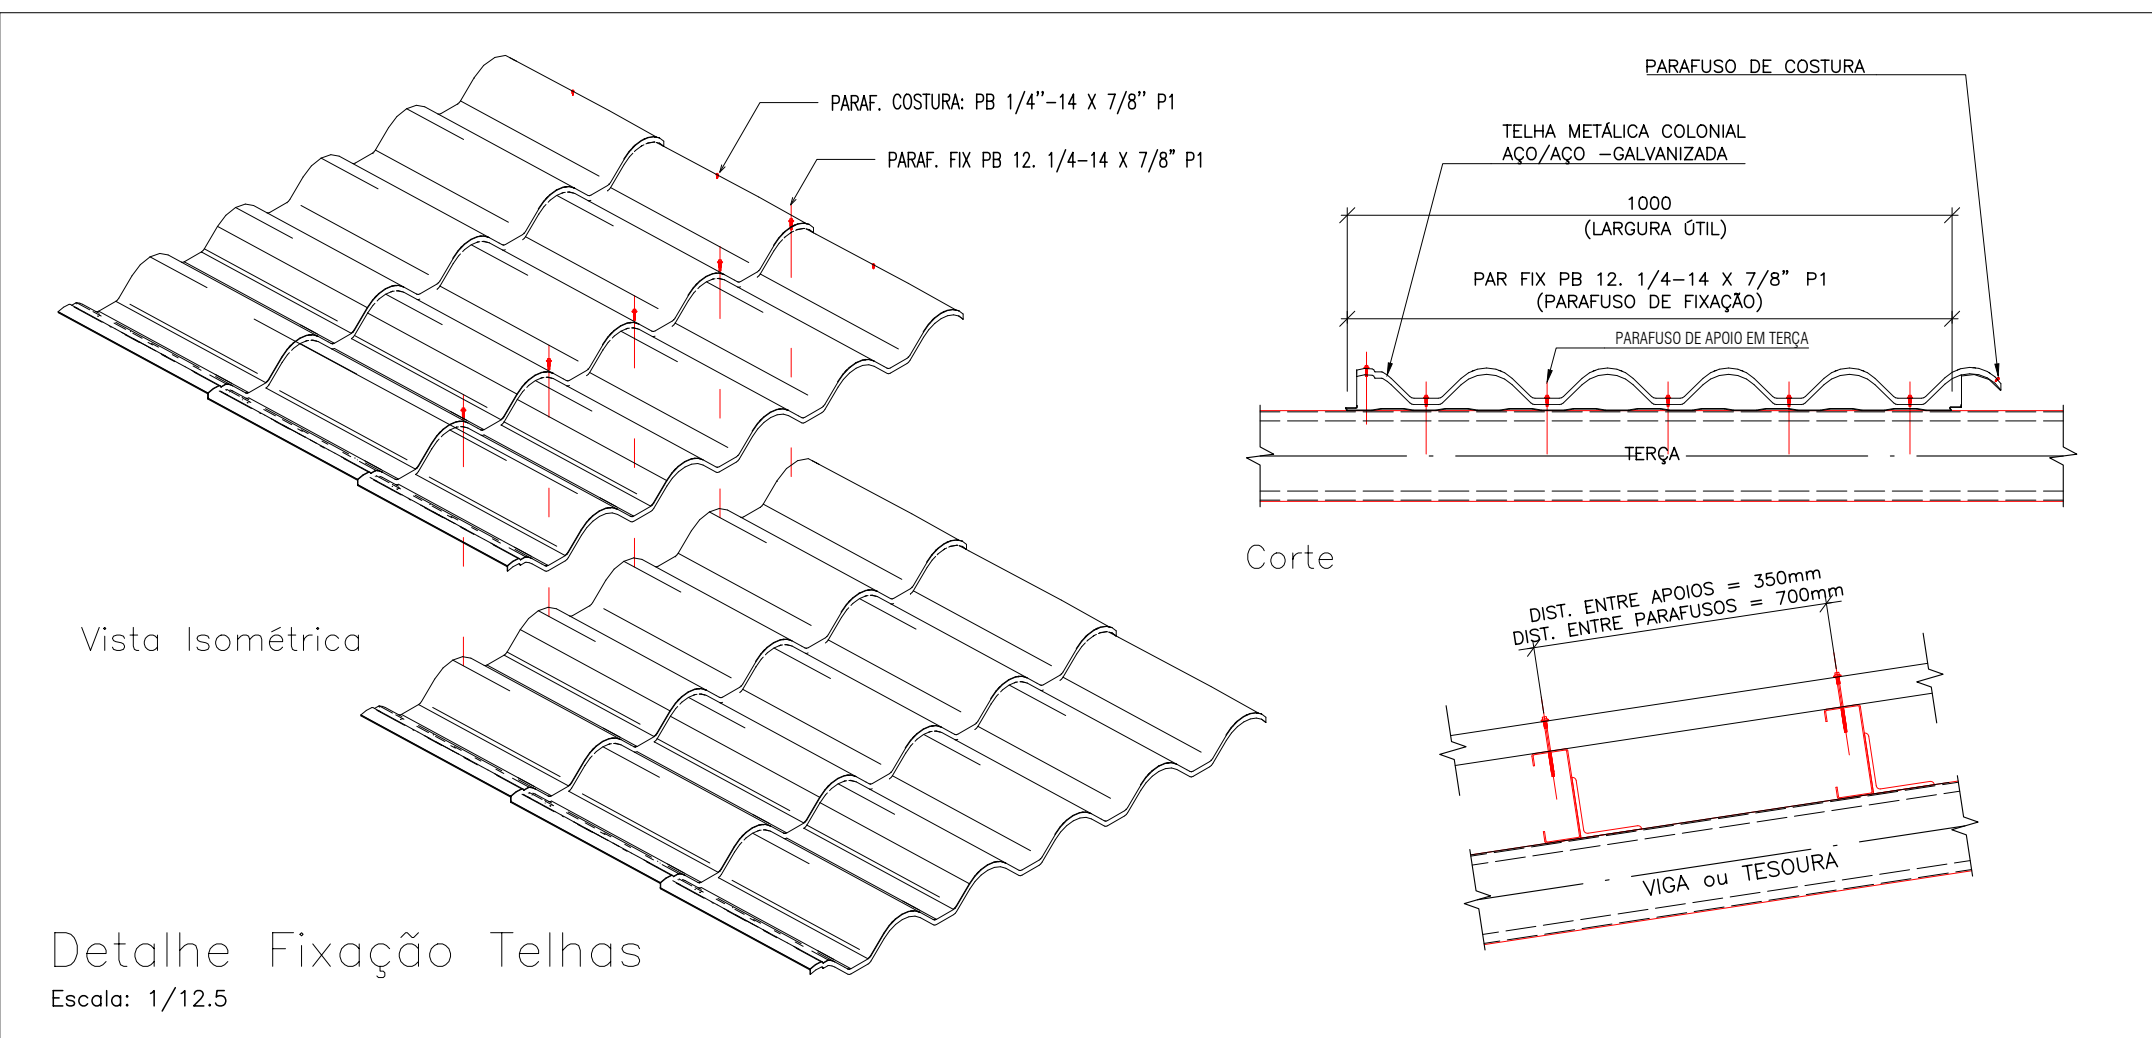 PARAF. COSTURA: PB 1/4’’-14 X 7/8’’ P1
PARAF. FIX PB 12. 1/4-14 X 7/8” P1
Vista Isométrica
Detalhe Fixação Telhas
Escala: 1/12.5
PARAFUSO DE COSTURA
TELHA METÁLICA COLONIAL
AÇO/AÇO -GALVANIZADA
1000
(LARGURA ÚTIL)
PAR FIX PB 12. 1/4-14 X 7/8” P1
(PARAFUSO DE FIXAÇÃO)
PARAFUSO DE APOIO EM TERÇA
TERÇA
Corte
DIST. ENTRE APOIOS = 350mm
DIST. ENTRE PARAFUSOS = 700mm
VIGA ou TESOURA